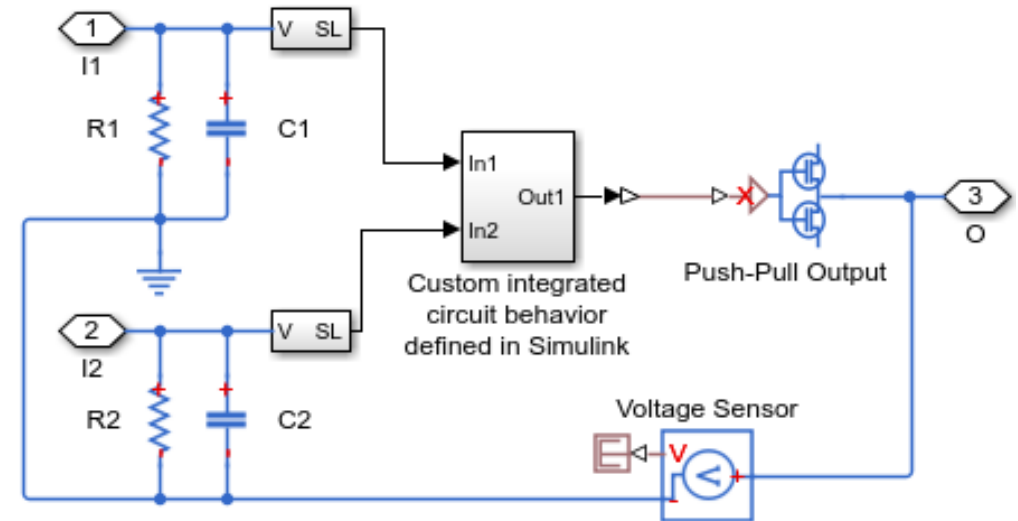 1
V SL
I1
R1
C1
In1
Out1
In2
X
3
O
Push-Pull Output
Custom integrated
circuit behavior
defined in Simulink
2
V SL
I2
R2
C2
Voltage Sensor
V
V